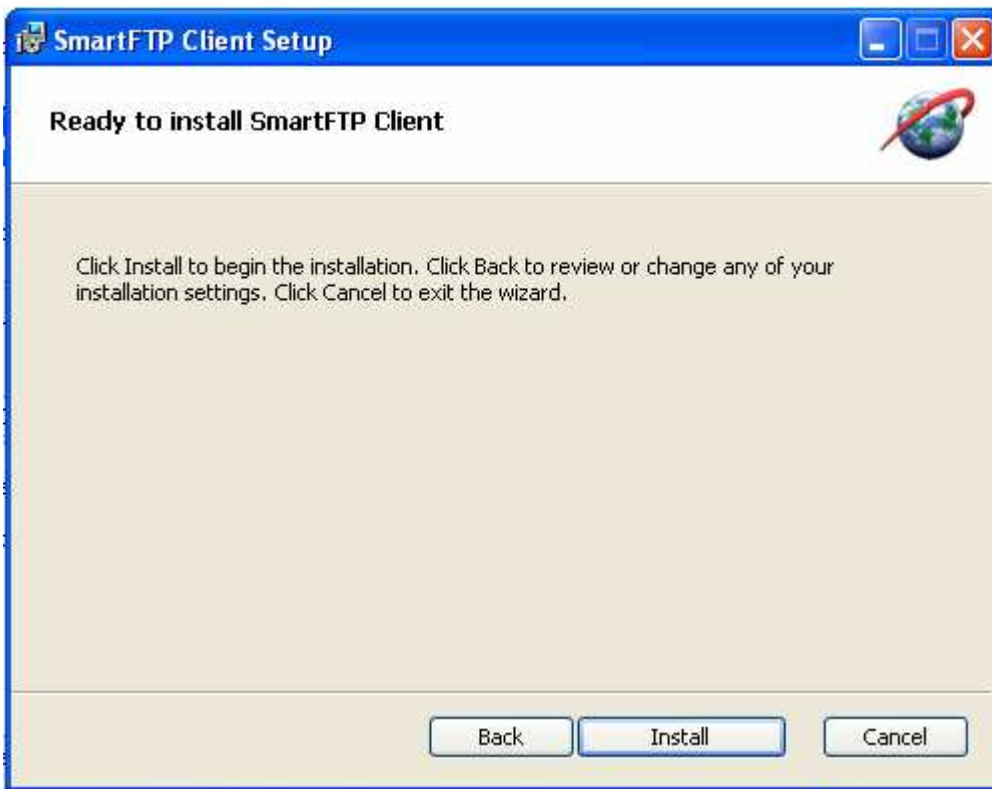 SmartFTP Client Setup
Ready to install SmartFTP Client
Click Install to begin the installation. Click Back to review or change any of your
installation settings. Click Cancel to exit the wizard.
Back Install Cancel